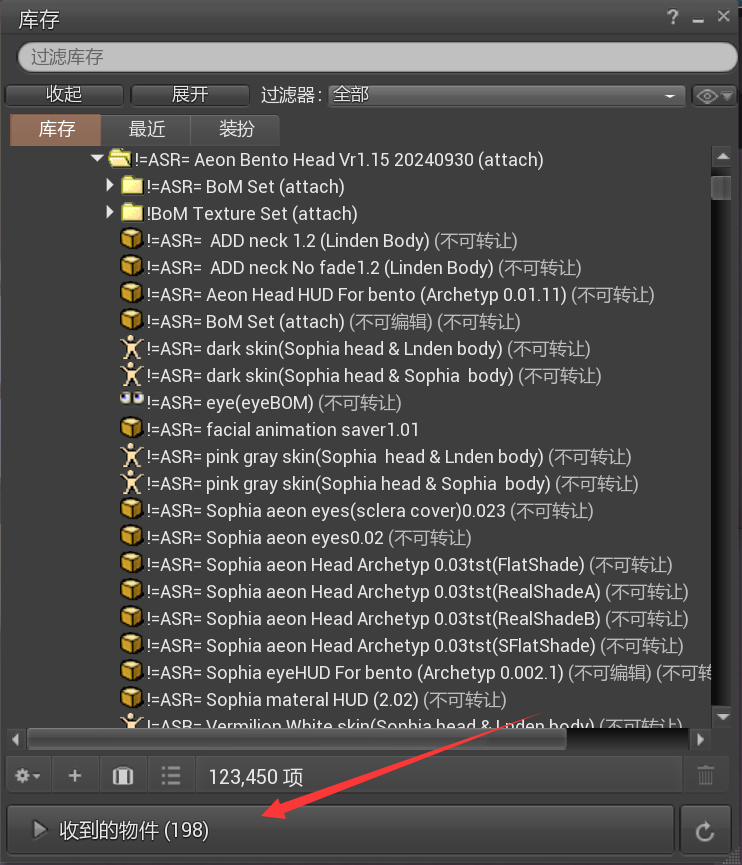 库存
?
过滤库存
收起 展开 过滤器: 全部
库存 最近 装扮
!=ASR= Aeon Bento Head Vr1.15 20240930 (attach)
!=ASR= BoM Set (attach)
!BoM Texture Set (attach)
!=ASR=  ADD neck 1.2 (Linden Body) (不可转让)
!=ASR=  ADD neck No fade1.2 (Linden Body) (不可转让)
!=ASR= Aeon Head HUD For bento (Archetyp 0.01.11) (不可转让)
!=ASR= BoM Set (attach) (不可编辑) (不可转让)
!=ASR= dark skin(Sophia head & Lnden body) (不可转让)
!=ASR= dark skin(Sophia head & Sophia  body) (不可转让)
!=ASR= eye(eyeBOM) (不可转让)
!=ASR= facial animation saver1.01
!=ASR= pink gray skin(Sophia  head & Lnden body) (不可转让)
!=ASR= pink gray skin(Sophia head & Sophia  body) (不可转让)
!=ASR= Sophia aeon eyes(sclera cover)0.023 (不可转让)
!=ASR= Sophia aeon eyes0.02 (不可转让)
!=ASR= Sophia aeon Head Archetyp 0.03tst(FlatShade) (不可转让)
!=ASR= Sophia aeon Head Archetyp 0.03tst(RealShadeA) (不可转让)
!=ASR= Sophia aeon Head Archetyp 0.03tst(RealShadeB) (不可转让)
!=ASR= Sophia aeon Head Archetyp 0.03tst(SFlatShade) (不可转让)
!=ASR= Sophia eyeHUD For bento (Archetyp 0.002.1) (不可编辑) (不可转
!=ASR= Sophia materal HUD (2.02) (不可转让)
!=ASR= Vermilion White skin(Sophia head & Lnden body) (不可转让)
123,450 项
收到的物件 (198)